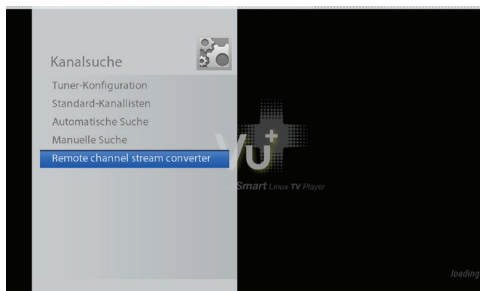 Kanalsuche
Tuner-Konfiguration
Standard-Kanallisten
Automatische Suche
Manuelle Suche
Remote channel stream converter
Vu+
Smart Linux TV Player
loading